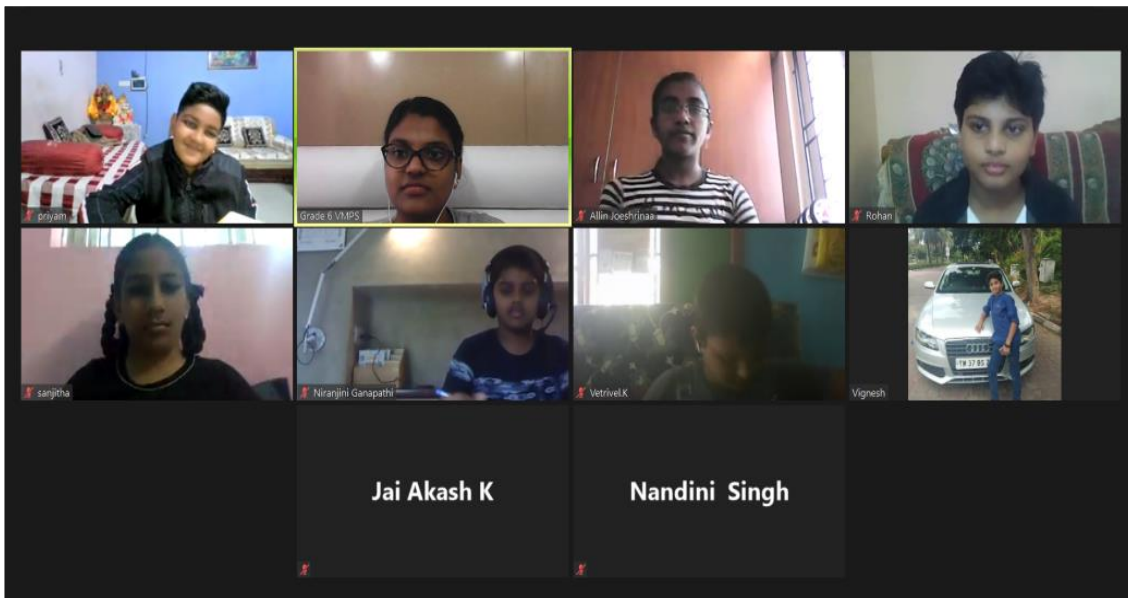 priyam
Grade 6 VMPS
Allin Joeshrinaa
Rohan
sanjitha
Niranjini Ganapathi
Vetrivel.K
Vignesh
Jai Akash K
Nandini Singh